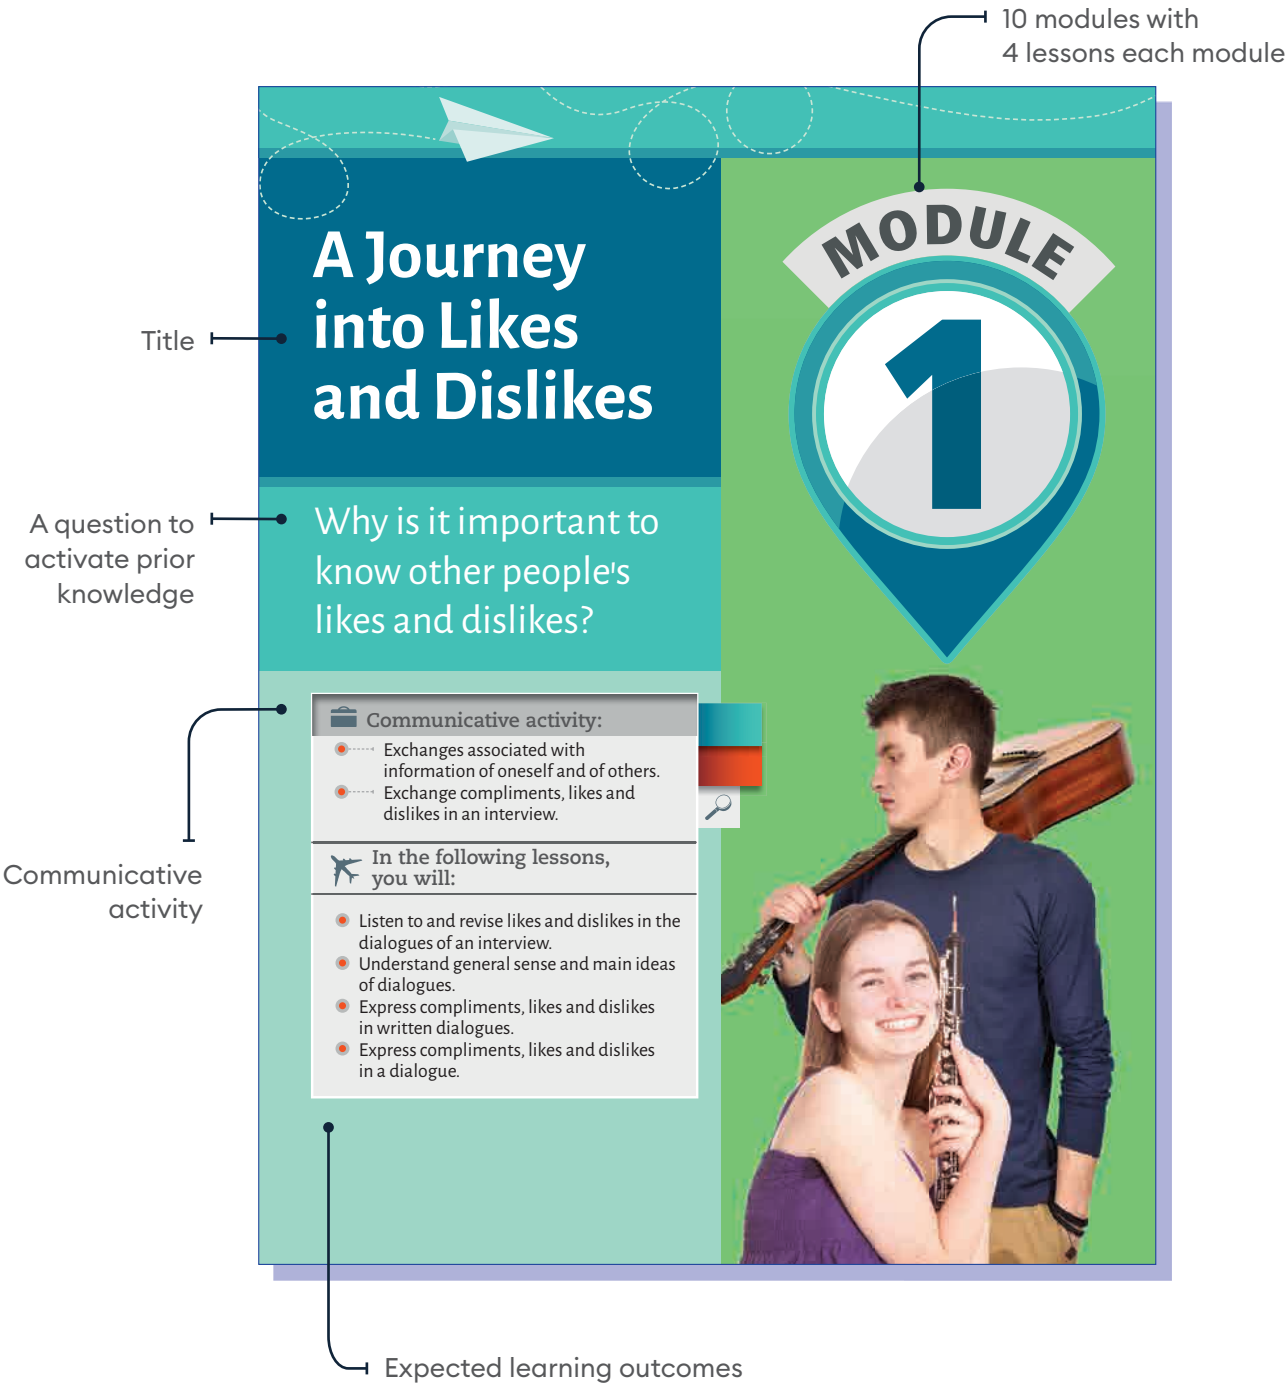 10 modules with
4 lessons each module
MODULE
1
A Journey
into Likes
and Dislikes
Title
Why is it important to
know other people's
likes and dislikes?
A question to
activate prior
knowledge
Communicative activity:
Exchanges associated with
information of oneself and of others.
Exchange compliments, likes and
dislikes in an interview.
In the following lessons,
you will:
Listen to and revise likes and dislikes in the
dialogues of an interview.
Understand general sense and main ideas
of dialogues.
Express compliments, likes and dislikes
in written dialogues.
Express compliments, likes and dislikes
in a dialogue.
Communicative
activity
Expected learning outcomes